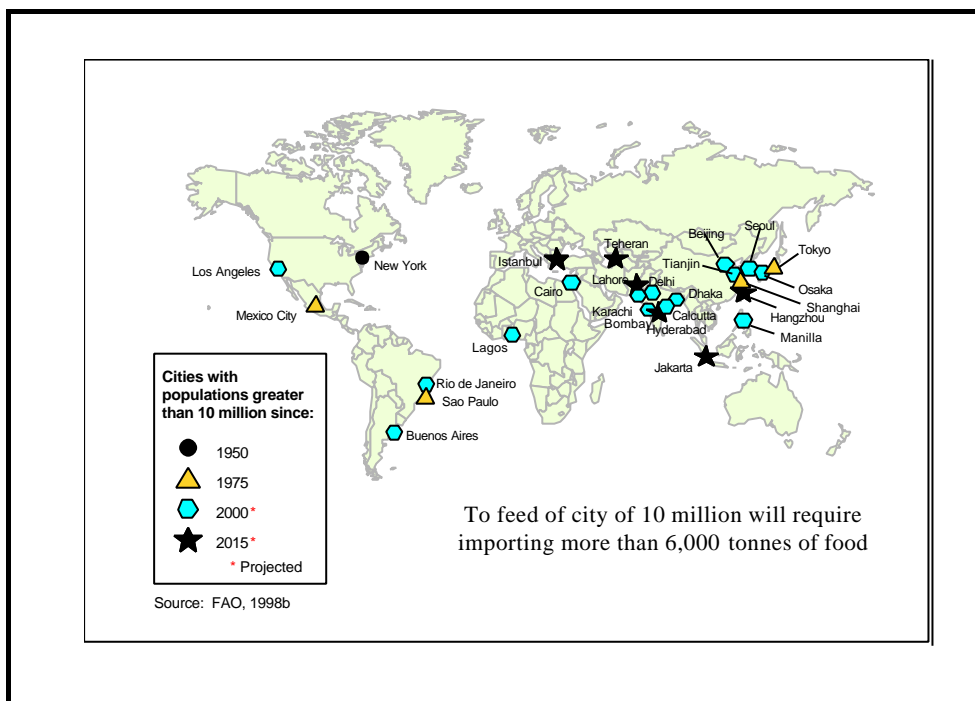 Beijing
Seoul
Teheran
Tokyo
Istanbul
Tianjin
Los Angeles
New York
Lahore
Delhi
Cairo
Dhaka
Osaka
Mexico City
Karachi
Calcutta
Shanghai
Bombay
Hangzhou
Hyderabad
Manilla
Lagos
Jakarta
Rio de Janeiro
Sao Paulo
Buenos Aires
Cities with
populations greater
than 10 million since:
1950
1975
2000*
2015*
* Projected
To feed of city of 10 million will require
importing more than 6,000 tonnes of food
Source: FAO, 1998b